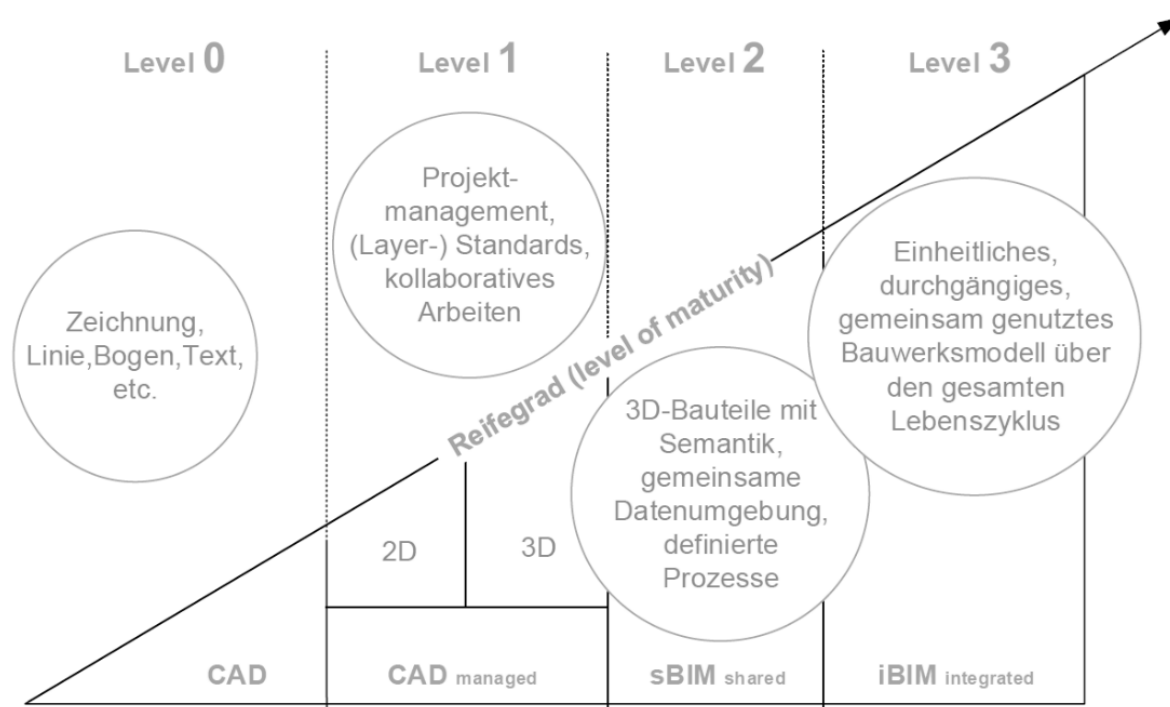 Level 0
Level 1
Level 2
Level 3
Zeichnung,
Linie,Bogen,Text,
etc.
Projekt-
management,
(Layer-) Standards,
kollaboratives
Arbeiten
Reifegrad (level of maturity)
3D-Bauteile mit
Semantik,
gemeinsame
Datenumgebung,
definierte
Prozesse
Einheitliches,
durchgängiges,
gemeinsam genutztes
Bauwerksmodell über
den gesamten
Lebenszyklus
2D
3D
CAD
CAD managed
sBIM shared
iBIM integrated